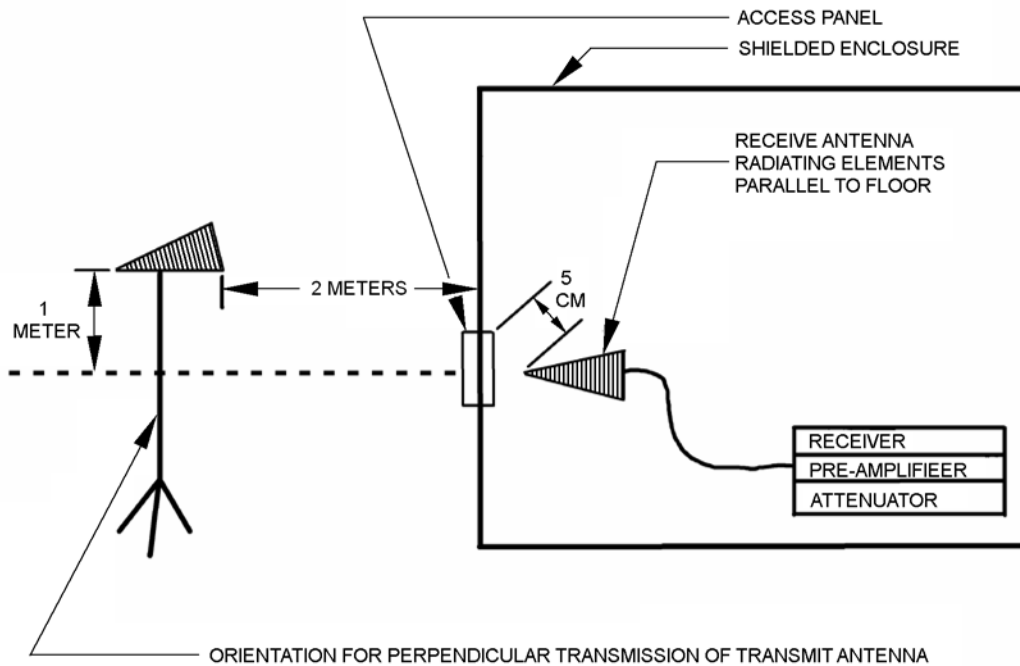 ACCESS PANEL
SHIELDED ENCLOSURE
RECEIVE ANTENNA
RADIATING ELEMENTS
PARALLEL TO FLOOR
5
CM
2 METERS
1
METER
RECEIVER
PRE-AMPLIFIEER
ATTENUATOR
ORIENTATION FOR PERPENDICULAR TRANSMISSION OF TRANSMIT ANTENNA